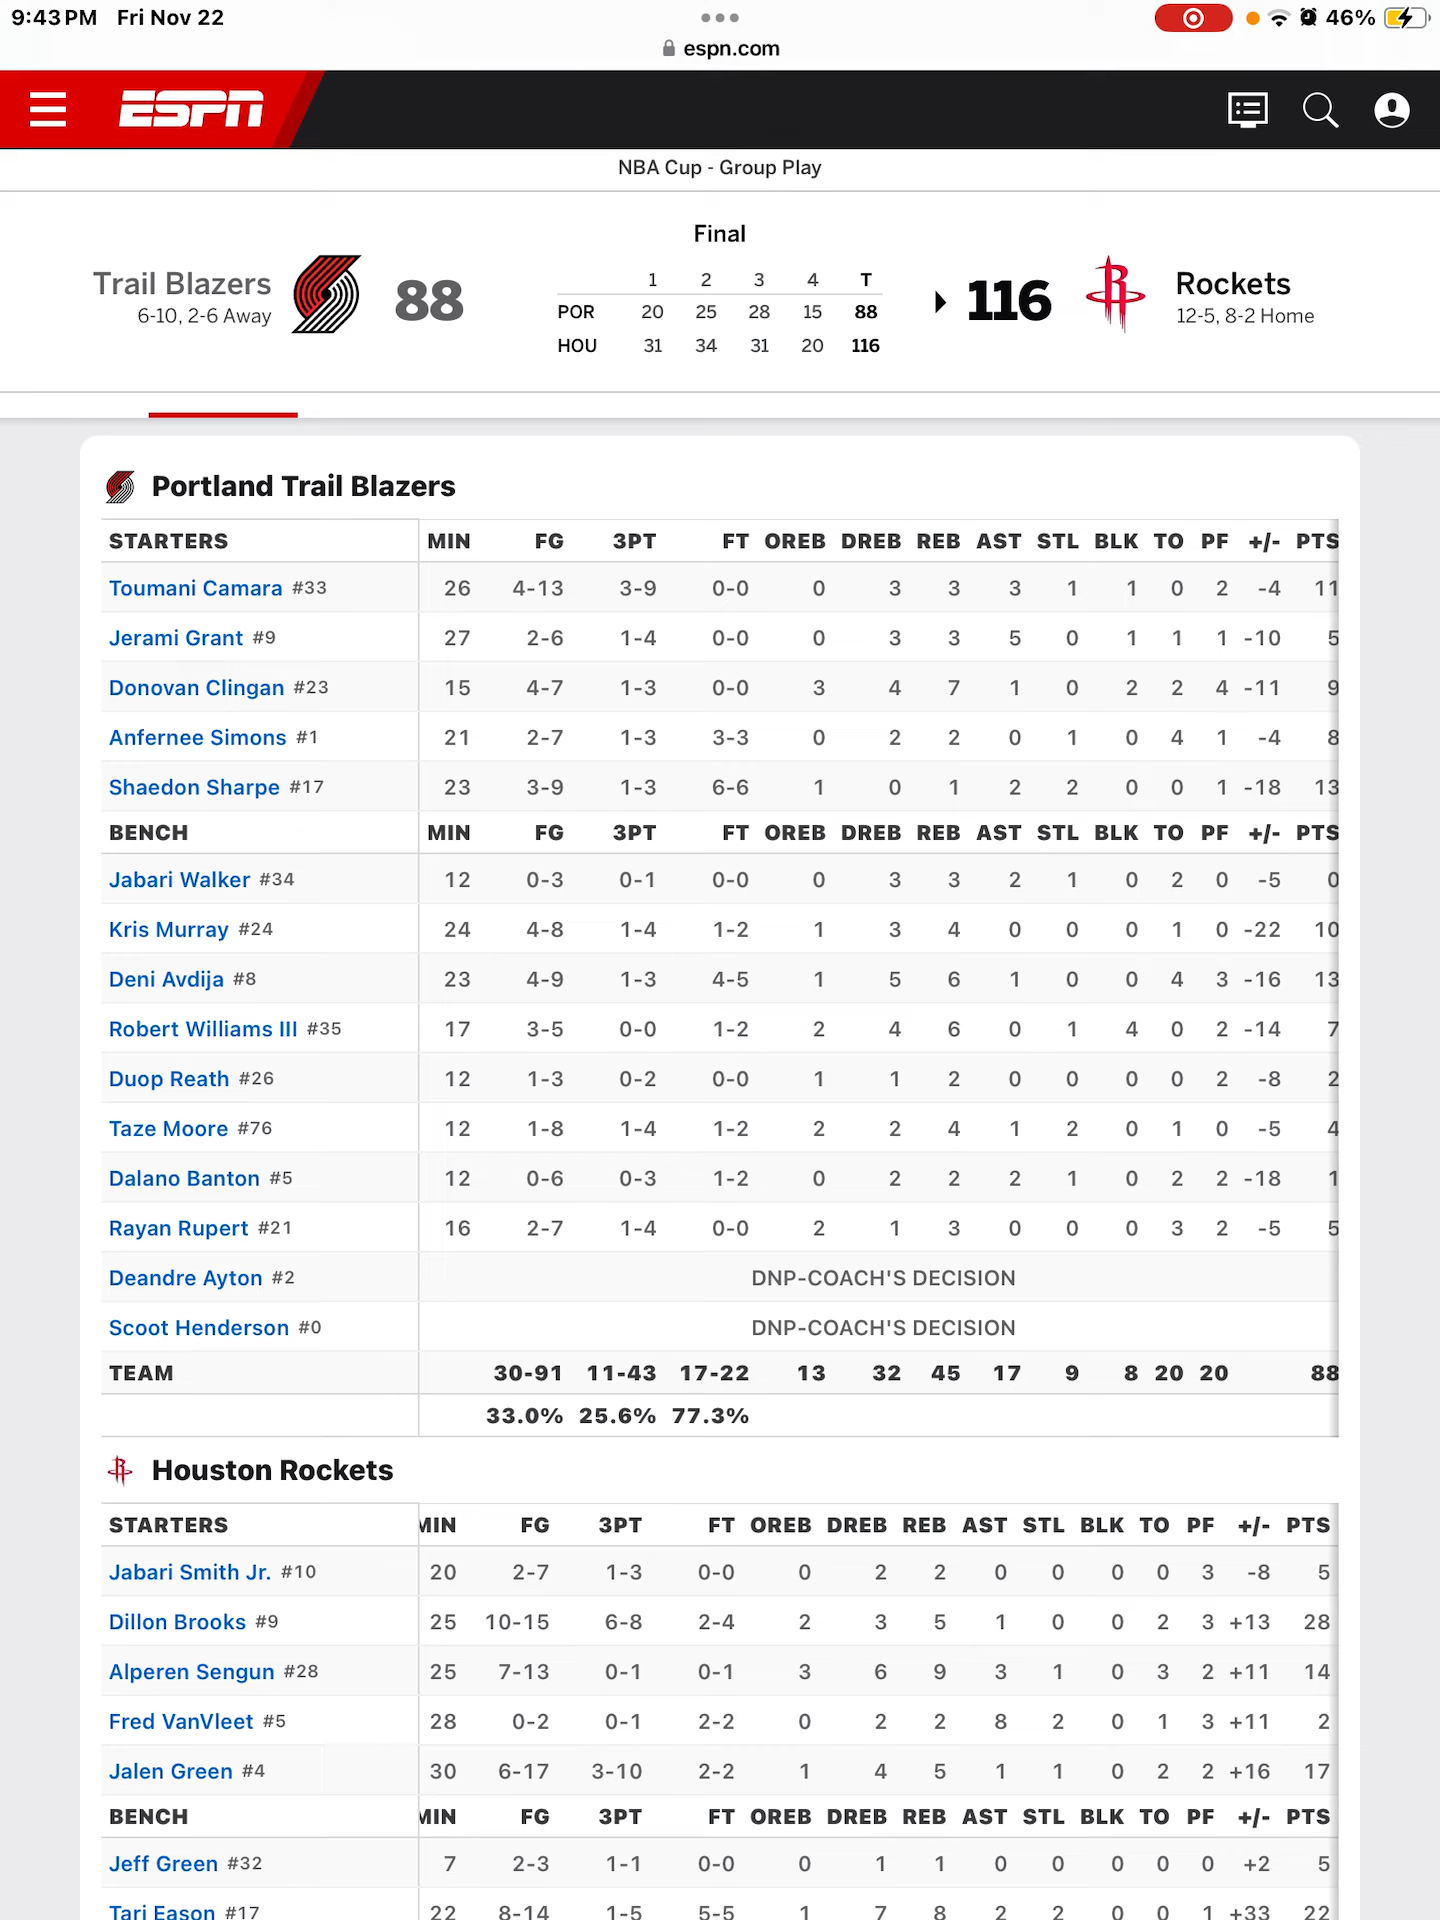 9:43 PM Fri Nov 22 46%
espn.com
ESPN
NBA Cup - Group Play
Final
Trail Blazers
6-10, 2-6 Away
88
1 2 3 4 T
POR 20 25 28 15 88
HOU 31 34 31 20 116
116
Rockets
12-5, 8-2 Home
Portland Trail Blazers
STARTERS MIN FG 3PT FT OREB DREB REB AST STL BLK TO PF +/- PTS
Toumani Camara #33 26 4-13 3-9 0-0 0 3 3 3 1 1 0 2 -4 11
Jerami Grant #9 27 2-6 1-4 0-0 0 3 3 5 0 1 1 1 -10 5
Donovan Clingan #23 15 4-7 1-3 0-0 3 4 7 1 0 2 2 4 -11 9
Anfernee Simons #1 21 2-7 1-3 3-3 0 2 2 0 1 0 4 1 -4 8
Shaedon Sharpe #17 23 3-9 1-3 6-6 1 0 1 2 2 0 0 1 -18 13
BENCH MIN FG 3PT FT OREB DREB REB AST STL BLK TO PF +/- PTS
Jabari Walker #34 12 0-3 0-1 0-0 0 3 3 2 1 0 2 0 -5 0
Kris Murray #24 24 4-8 1-4 1-2 1 3 4 0 0 0 1 0 -22 10
Deni Avdija #8 23 4-9 1-3 4-5 1 5 6 1 0 0 4 3 -16 13
Robert Williams III #35 17 3-5 0-0 1-2 2 4 6 0 1 4 0 2 -14 7
Duop Reath #26 12 1-3 0-2 0-0 1 1 2 0 0 0 0 2 -8 2
Taze Moore #76 12 1-8 1-4 1-2 2 2 4 1 2 0 1 0 -5 4
Dalano Banton #5 12 0-6 0-3 1-2 0 2 2 2 1 0 2 2 -18 1
Rayan Rupert #21 16 2-7 1-4 0-0 2 1 3 0 0 0 3 2 -5 5
Deandre Ayton #2 DNP-COACH'S DECISION
Scoot Henderson #0 DNP-COACH'S DECISION
TEAM 30-91 11-43 17-22 13 32 45 17 9 8 20 20 88
33.0% 25.6% 77.3%
Houston Rockets
STARTERS MIN FG 3PT FT OREB DREB REB AST STL BLK TO PF +/- PTS
Jabari Smith Jr. #10 20 2-7 1-3 0-0 0 2 2 0 0 0 0 3 -8 5
Dillon Brooks #9 25 10-15 6-8 2-4 2 3 5 1 0 0 2 3 +13 28
Alperen Sengun #28 25 7-13 0-1 0-1 3 6 9 3 1 0 3 2 +11 14
Fred VanVleet #5 28 0-2 0-1 2-2 0 2 2 8 2 0 1 3 +11 2
Jalen Green #4 30 6-17 3-10 2-2 1 4 5 1 1 0 2 2 +16 17
BENCH MIN FG 3PT FT OREB DREB REB AST STL BLK TO PF +/- PTS
Jeff Green #32 7 2-3 1-1 0-0 0 1 1 0 0 0 0 0 +2 5
Tari Eason #17 22 8-14 1-5 5-5 1 7 8 2 2 0 0 1 +33 22